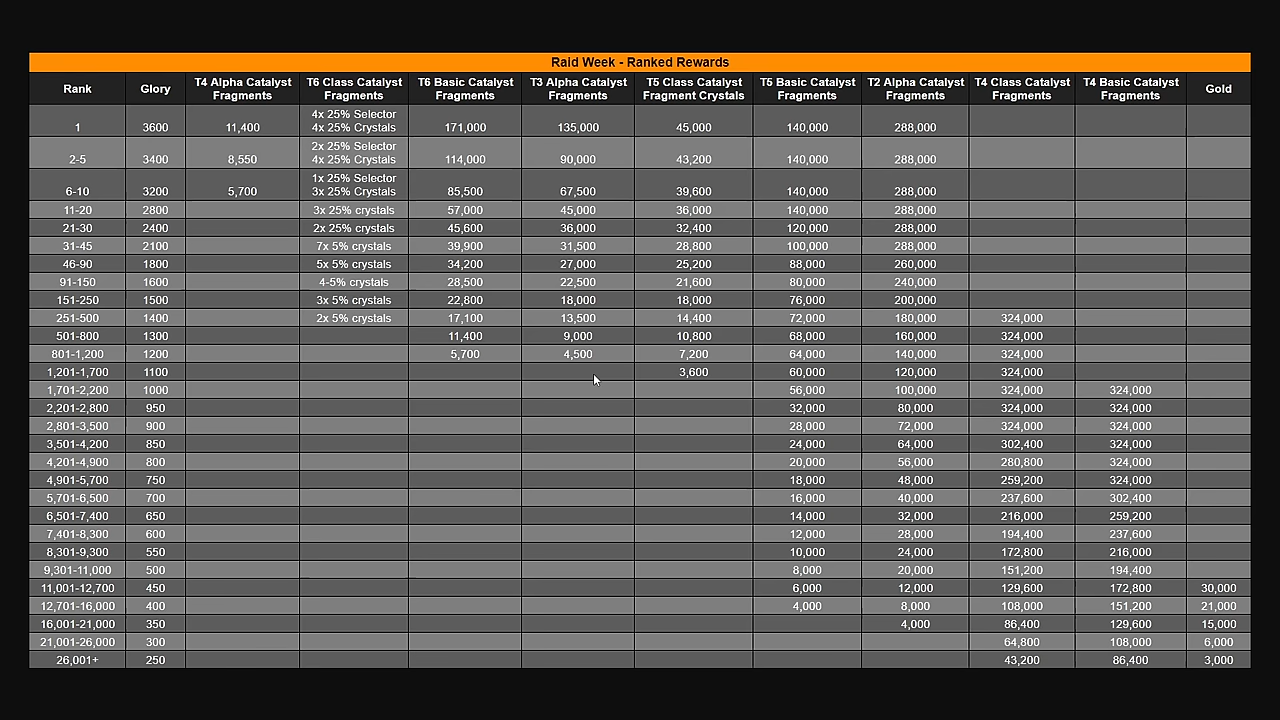 Raid Week - Ranked Rewards
Rank Glory T4 Alpha Catalyst Fragments T6 Class Catalyst Fragments T6 Basic Catalyst Fragments T3 Alpha Catalyst Fragments T5 Class Catalyst Fragment Crystals T5 Basic Catalyst Fragments T2 Alpha Catalyst Fragments T4 Class Catalyst Fragments T4 Basic Catalyst Fragments Gold
1 3600 11,400 4x 25% Selector 4x 25% Crystals 171,000 135,000 45,000 140,000 288,000
2-5 3400 8,550 2x 25% Selector 4x 25% Crystals 114,000 90,000 43,200 140,000 288,000
6-10 3200 5,700 1x 25% Selector 3x 25% Crystals 85,500 67,500 39,600 140,000 288,000
11-20 2800 3x 25% crystals 57,000 45,000 36,000 140,000 288,000
21-30 2400 2x 25% crystals 45,600 36,000 32,400 120,000 288,000
31-45 2100 7x 5% crystals 39,900 31,500 28,800 100,000 288,000
46-90 1800 5x 5% crystals 34,200 27,000 25,200 88,000 260,000
91-150 1600 4-5% crystals 28,500 22,500 21,600 80,000 240,000
151-250 1500 3x 5% crystals 22,800 18,000 18,000 76,000 200,000
251-500 1400 2x 5% crystals 17,100 13,500 14,400 72,000 180,000 324,000
501-800 1300 11,400 9,000 10,800 68,000 160,000 324,000
801-1,200 1200 5,700 4,500 7,200 64,000 140,000 324,000
1,201-1,700 1100 3,600 60,000 120,000 324,000
1,701-2,200 1000 56,000 100,000 324,000 324,000
2,201-2,800 950 32,000 80,000 324,000 324,000
2,801-3,500 900 28,000 72,000 324,000 324,000
3,501-4,200 850 24,000 64,000 302,400 324,000
4,201-4,900 800 20,000 56,000 280,800 324,000
4,901-5,700 750 18,000 48,000 259,200 324,000
5,701-6,500 700 16,000 40,000 237,600 302,400
6,501-7,400 650 14,000 32,000 216,000 259,200
7,401-8,300 600 12,000 28,000 194,400 237,600
8,301-9,300 550 10,000 24,000 172,800 216,000
9,301-11,000 500 8,000 20,000 151,200 194,400
11,001-12,700 450 6,000 12,000 129,600 172,800 30,000
12,701-16,000 400 4,000 8,000 108,000 151,200 21,000
16,001-21,000 350 4,000 86,400 129,600 15,000
21,001-26,000 300 64,800 108,000 6,000
26,001+ 250 43,200 86,400 3,000